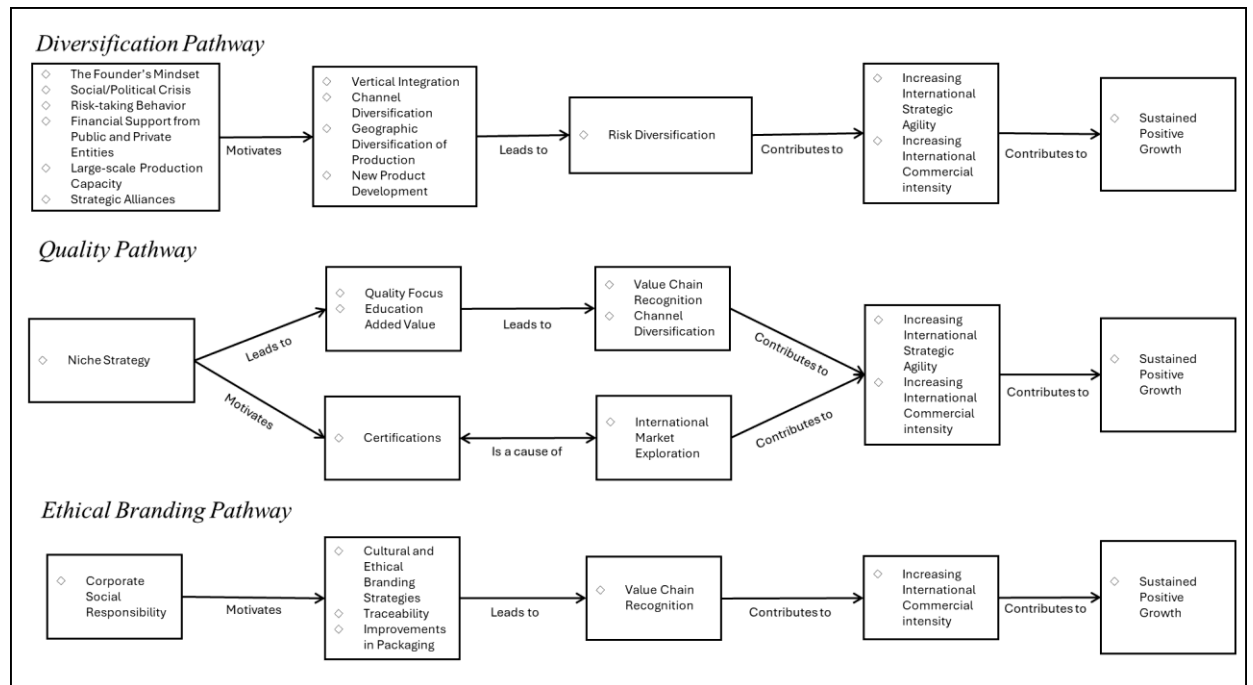 Diversification Pathway
The Founder's Mindset
Social/Political Crisis
Risk-taking Behavior
Financial Support from
Public and Private
Entities
Large-scale Production
Capacity
Strategic Alliances
Motivates
Vertical Integration
Channel
Diversification
Geographic
Diversification of
Production
New Product
Development
Leads to
Risk Diversification
Contributes to
Increasing
International
Strategic
Agility
Increasing
International
Commercial
intensity
Contributes to
Sustained
Positive
Growth
Quality Pathway
Niche Strategy
Leads to
Motivates
Quality Focus
Education
Added Value
Leads to
Value Chain
Recognition
Channel
Diversification
Contributes to
Certifications
Is a cause of
International
Market
Exploration
Contributes to
Increasing
International
Strategic
Agility
Increasing
International
Commercial
intensity
Contributes to
Sustained
Positive
Growth
Ethical Branding Pathway
Corporate
Social
Responsibility
Motivates
Cultural and
Ethical
Branding
Strategies
Traceability
Improvements
in Packaging
Leads to
Value Chain
Recognition
Contributes to
Increasing
International
Commercial
intensity
Contributes to
Sustained
Positive
Growth